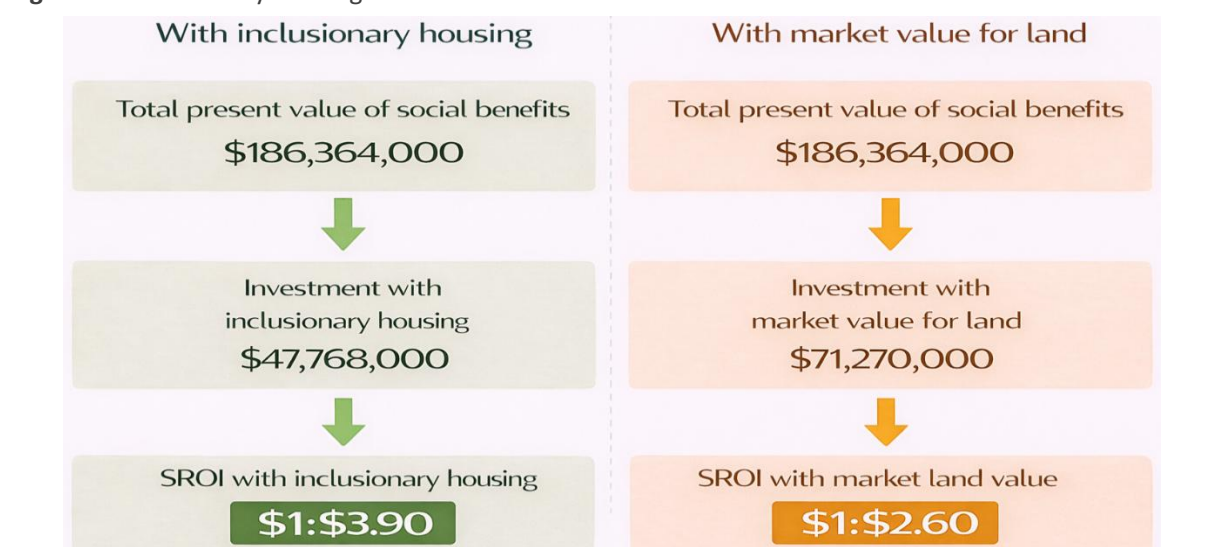 With inclusionary housing
Total present value of social benefits
$186,364,000
Investment with
inclusionary housing
$47,768,000
SROI with inclusionary housing
$1:$3.90
With market value for land
Total present value of social benefits
$186,364,000
Investment with
market value for land
$71,270,000
SROI with market land value
$1:$2.60